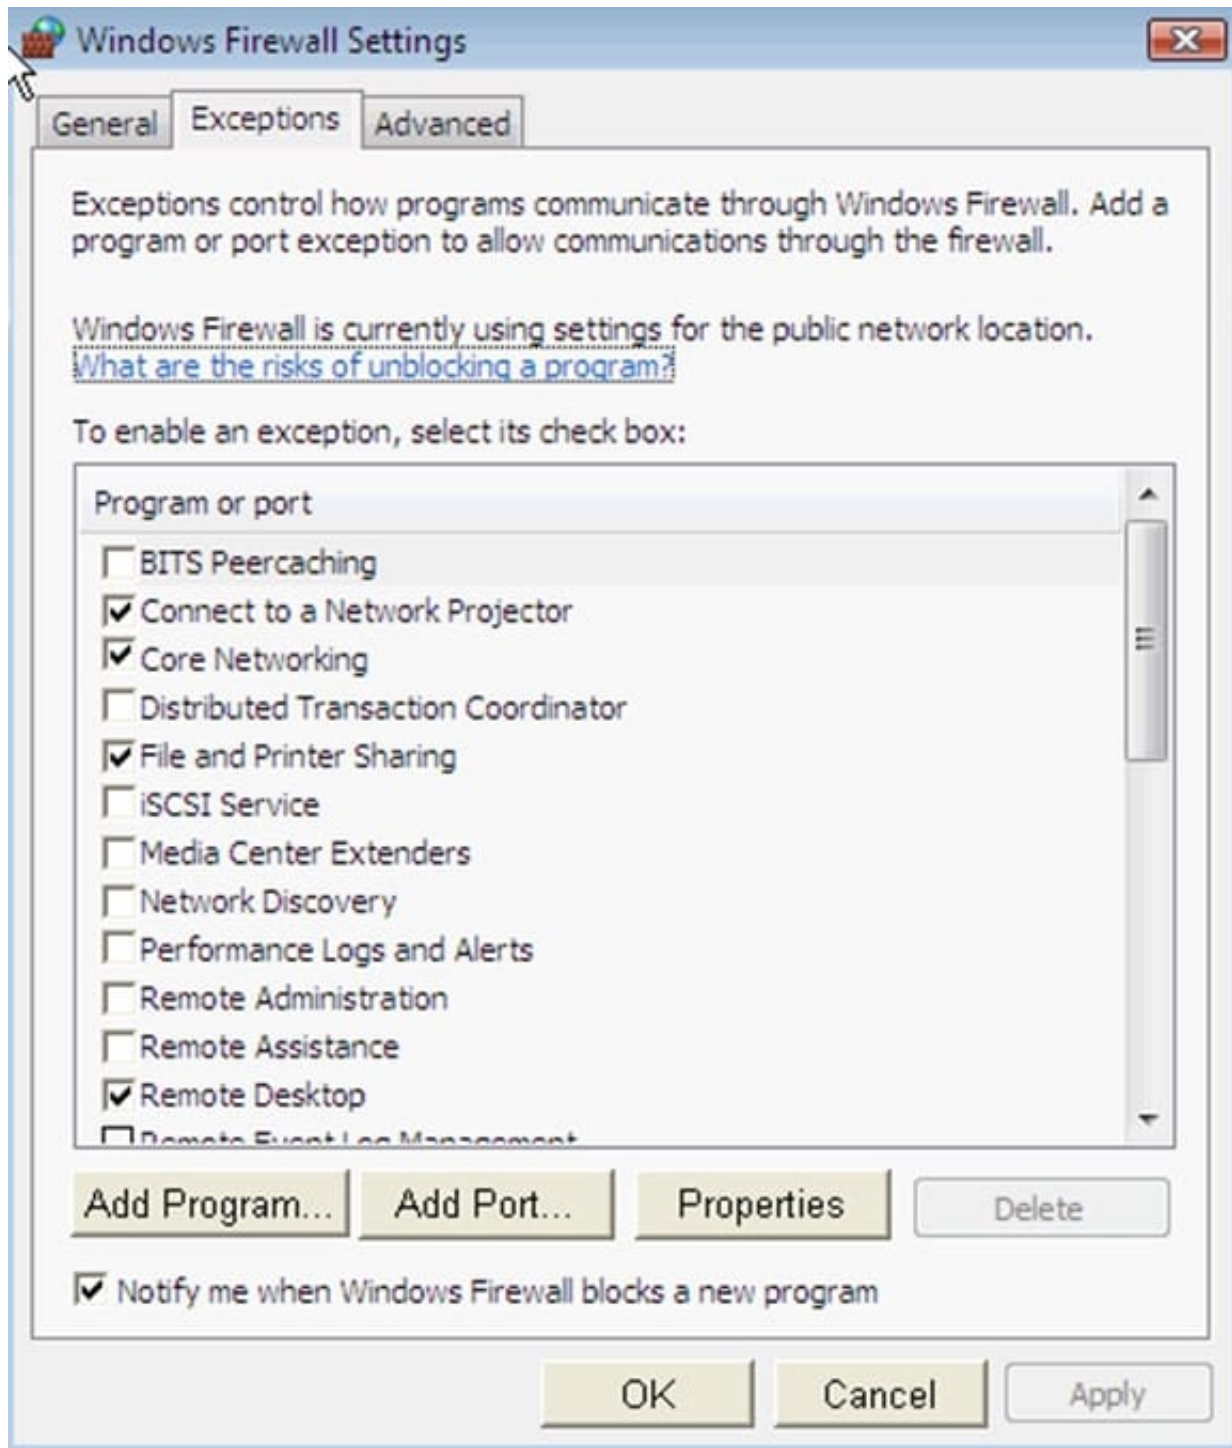 Windows Firewall Settings
General
Exceptions
Advanced
Exceptions control how programs communicate through Windows Firewall. Add a
program or port exception to allow communications through the firewall.
Windows Firewall is currently using settings for the public network location.
What are the risks of unblocking a program?
To enable an exception, select its check box:
Program or port
BITS Peercaching
Connect to a Network Projector
Core Networking
Distributed Transaction Coordinator
File and Printer Sharing
iSCSI Service
Media Center Extenders
Network Discovery
Performance Logs and Alerts
Remote Administration
Remote Assistance
Remote Desktop
Remote Event Log Management
Add Program...
Add Port...
Properties
Delete
Notify me when Windows Firewall blocks a new program
OK
Cancel
Apply